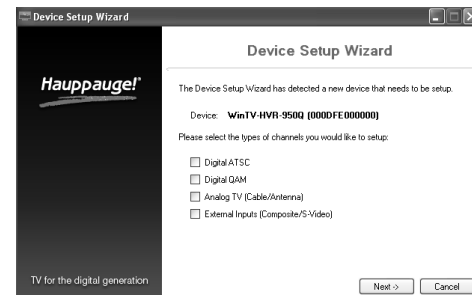 Device Setup Wizard
Device Setup Wizard
Hauppauge!
The Device Setup Wizard has detected a new device that needs to be setup.
Device: WinTV-HVR-950Q (000DFE000000)
Please select the types of channels you would like to setup:
Digital ATSC
Digital QAM
Analog TV (Cable/Antenna)
External Inputs (Composite/S-Video)
TV for the digital generation
Next ->
Cancel